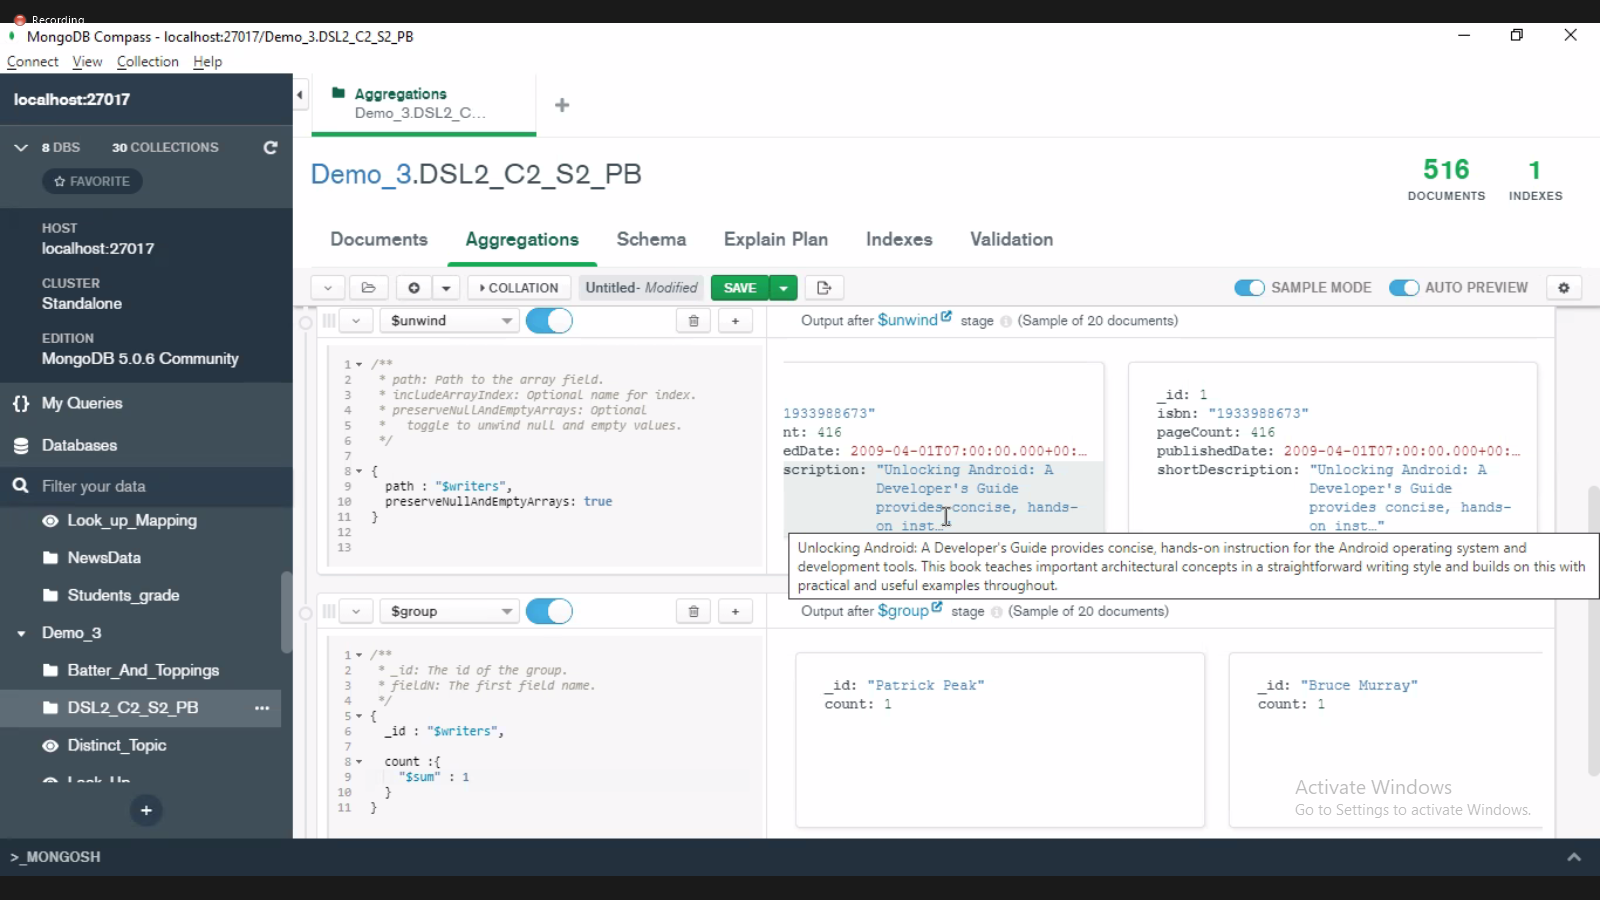 Recording
MongoDB Compass - localhost:27017/Demo_3.DSL2_C2_S2_PB
Connect View Collection Help
localhost:27017
8 DBS 30 COLLECTIONS
FAVORITE
HOST
localhost:27017
CLUSTER
Standalone
EDITION
MongoDB 5.0.6 Community
{} My Queries
Databases
Filter your data
Look_up_Mapping
NewsData
Students_grade
Demo_3
Batter_And_Toppings
DSL2_C2_S2_PB ...
Distinct_Topic
Look_Up
+
Aggregations
Demo_3.DSL2_C...
+
Demo_3.DSL2_C2_S2_PB
516
DOCUMENTS
1
INDEXES
Documents Aggregations Schema Explain Plan Indexes Validation
COLLATION Untitled- Modified SAVE SAMPLE MODE AUTO PREVIEW
$unwind +
1 /**
2 * path: Path to the array field.
3 * includeArrayIndex: Optional name for index.
4 * preserveNullAndEmptyArrays: Optional
5 * toggle to unwind null and empty values.
6 */
7
8 {
9 path : "$writers",
10 preserveNullAndEmptyArrays: true
11 }
12
13
Output after $unwind stage (Sample of 20 documents)
1933988673"
nt: 416
edDate: 2009-04-01T07:00:00.000+00:...
scription: "Unlocking Android: A
Developer's Guide
provides concise, hands-
on inst..."
_id: 1
isbn: "1933988673"
pageCount: 416
publishedDate: 2009-04-01T07:00:00.000+00:...
shortDescription: "Unlocking Android: A
Developer's Guide
provides concise, hands-
on inst..."
Unlocking Android: A Developer's Guide provides concise, hands-on instruction for the Android operating system and
development tools. This book teaches important architectural concepts in a straightforward writing style and builds on this with
practical and useful examples throughout.
$group +
1 /**
2 * _id: The id of the group.
3 * fieldN: The first field name.
4 */
5 {
6 _id : "$writers",
7
8 count :{
9 "$sum" : 1
10 }
11 }
Output after $group stage (Sample of 20 documents)
_id: "Patrick Peak"
count: 1
_id: "Bruce Murray"
count: 1
Activate Windows
Go to Settings to activate Windows.
>_MONGOSH